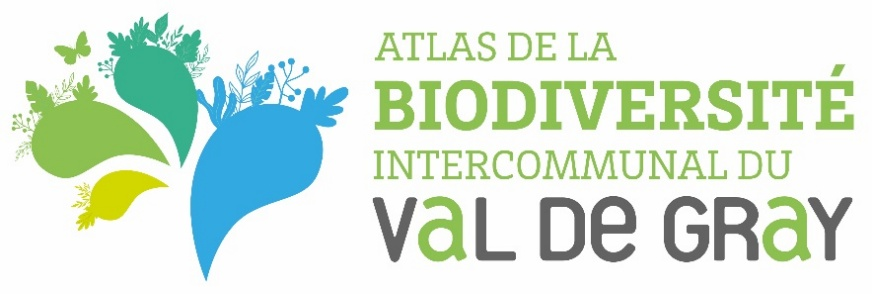 ATLAS DE LA
BIODIVERSITÉ
INTERCOMMUNAL DU
VaL De GRaY